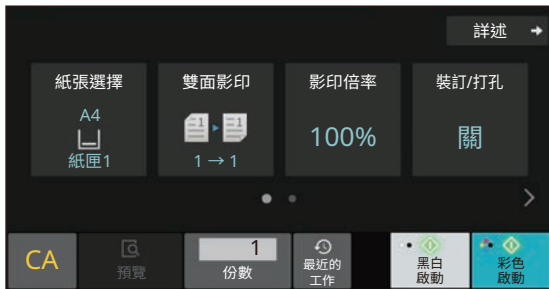 詳述
紙張選擇
A4
紙匣1
雙面影印
1 1
1 → 1
影印倍率
100%
裝訂/打孔
關
CA
預覽
1
份數
最近的
工作
黑白
啟動
彩色
啟動